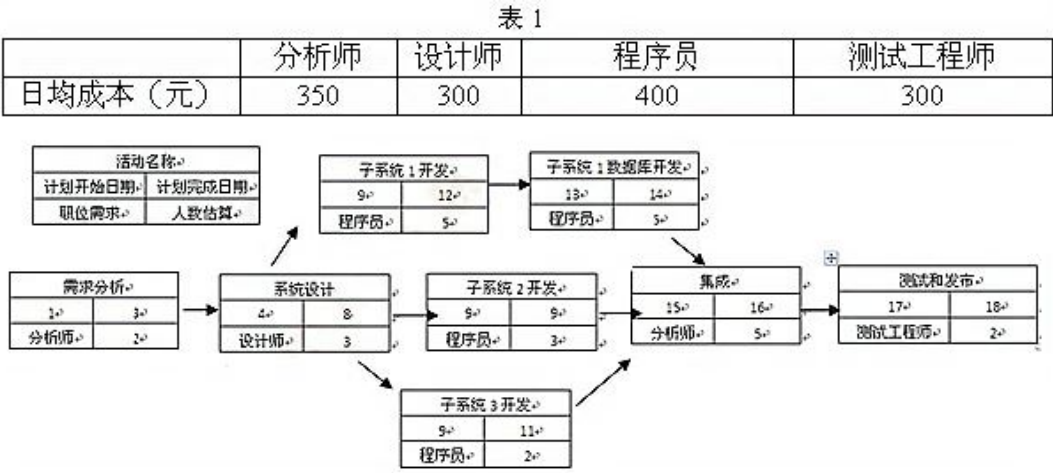 表 1
分析师 设计师 程序员 测试工程师
日均成本（元） 350 300 400 300
活动名称
计划开始日期 计划完成日期
职位需求 人数估算
子系统 1 开发
9 12
程序员 5
子系统 1 数据库开发
13 14
程序员 5
需求分析
1 3
分析师 2
系统设计
4 8
设计师 3
子系统 2 开发
9 9
程序员 3
集成
15 16
分析师 5
测试和发布
17 18
测试工程师 2
子系统 3 开发
9 11
程序员 2